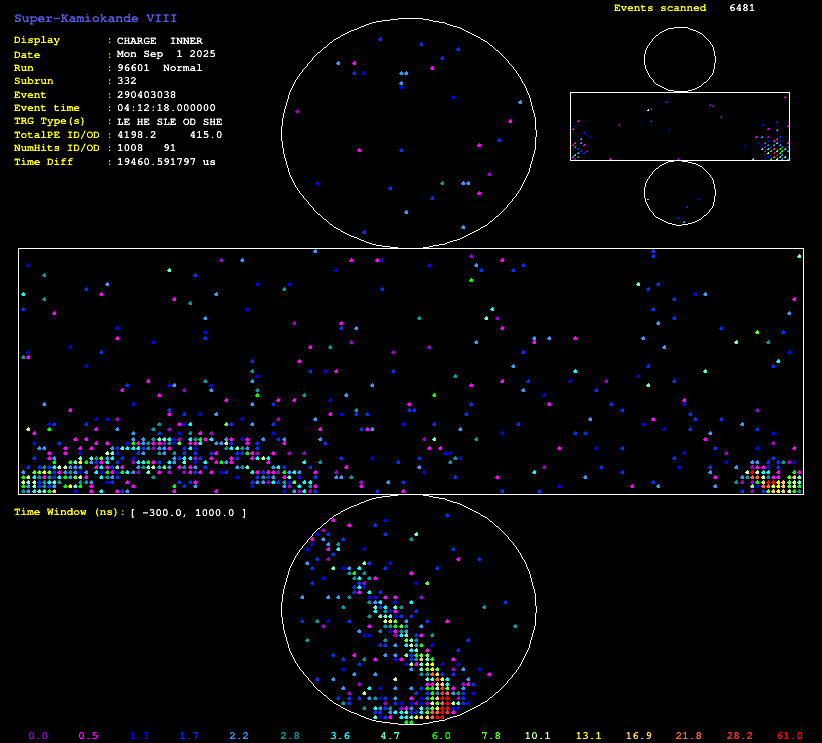 Super-Kamiokande VIII
Events scanned 6481
Display : CHARGE INNER
Date : Mon Sep 1 2025
Run : 96601 Normal
Subrun : 332
Event : 290403038
Event time : 04:12:18.000000
TRG Type(s) : LE HE SLE OD SHE
TotalPE ID/OD : 4198.2 415.0
NumHits ID/OD : 1008 91
Time Diff : 19460.591797 us
Time Window (ns): [ -300.0, 1000.0 ]
0.0 0.5 1.3 1.7 2.2 2.8 3.6 4.7 6.0 7.8 10.1 13.1 16.9 21.8 28.2 61.0